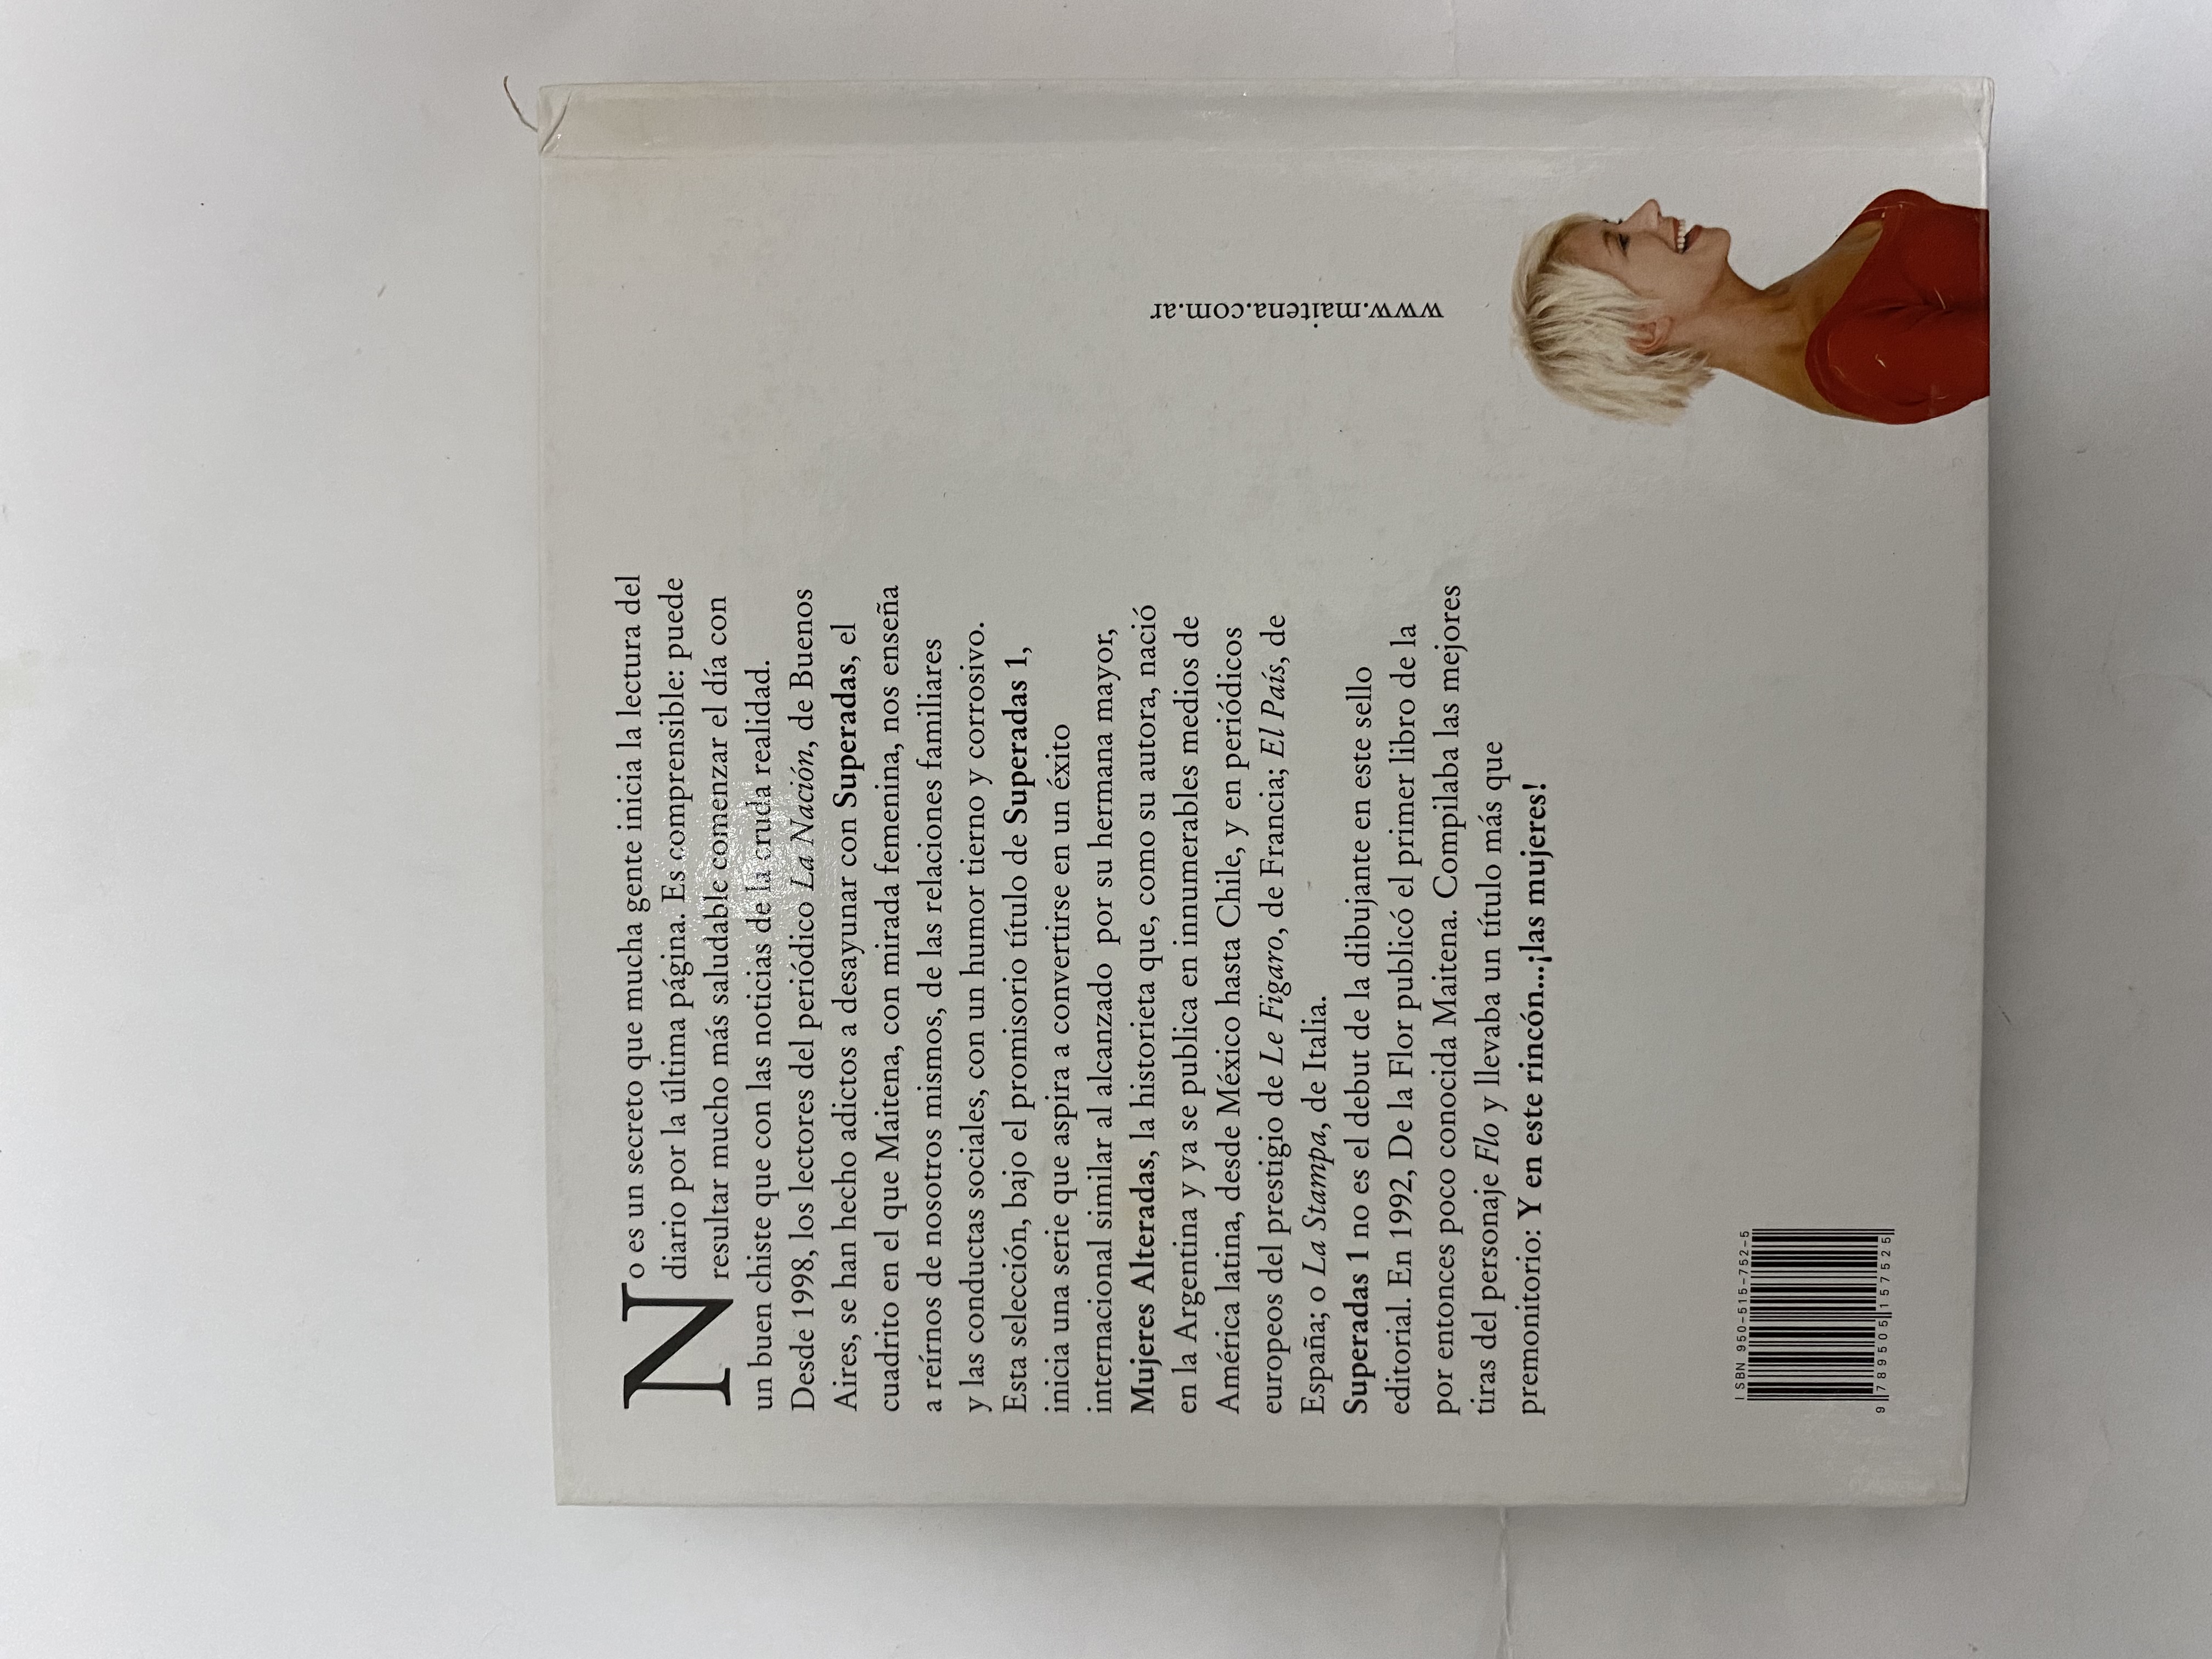 No es un secreto que mucha gente inicia la lectura del
diario por la última página. Es comprensible: puede
resultar mucho más saludable comenzar el día con
un buen chiste que con las noticias de la cruda realidad.
Desde 1998, los lectores del periódico La Nación, de Buenos
Aires, se han hecho adictos a desayunar con Superadas, el
cuadrito en el que Maitena, con mirada femenina, nos enseña
a reírnos de nosotros mismos, de las relaciones familiares
y las conductas sociales, con un humor tierno y corrosivo.
Esta selección, bajo el promisorio título de Superadas 1,
inicia una serie que aspira a convertirse en un éxito
internacional similar al alcanzado  por su hermana mayor,
Mujeres Alteradas, la historieta que, como su autora, nació
en la Argentina y ya se publica en innumerables medios de
América latina, desde México hasta Chile, y en periódicos
europeos del prestigio de Le Figaro, de Francia; El País, de
España; o La Stampa, de Italia.
Superadas 1 no es el debut de la dibujante en este sello
editorial. En 1992, De la Flor publicó el primer libro de la
por entonces poco conocida Maitena. Compilaba las mejores
tiras del personaje Flo y llevaba un título más que
premonitorio: Y en este rincón...¡las mujeres!
www.maitena.com.ar
ISBN 950-515-752-5
9 789505 157525